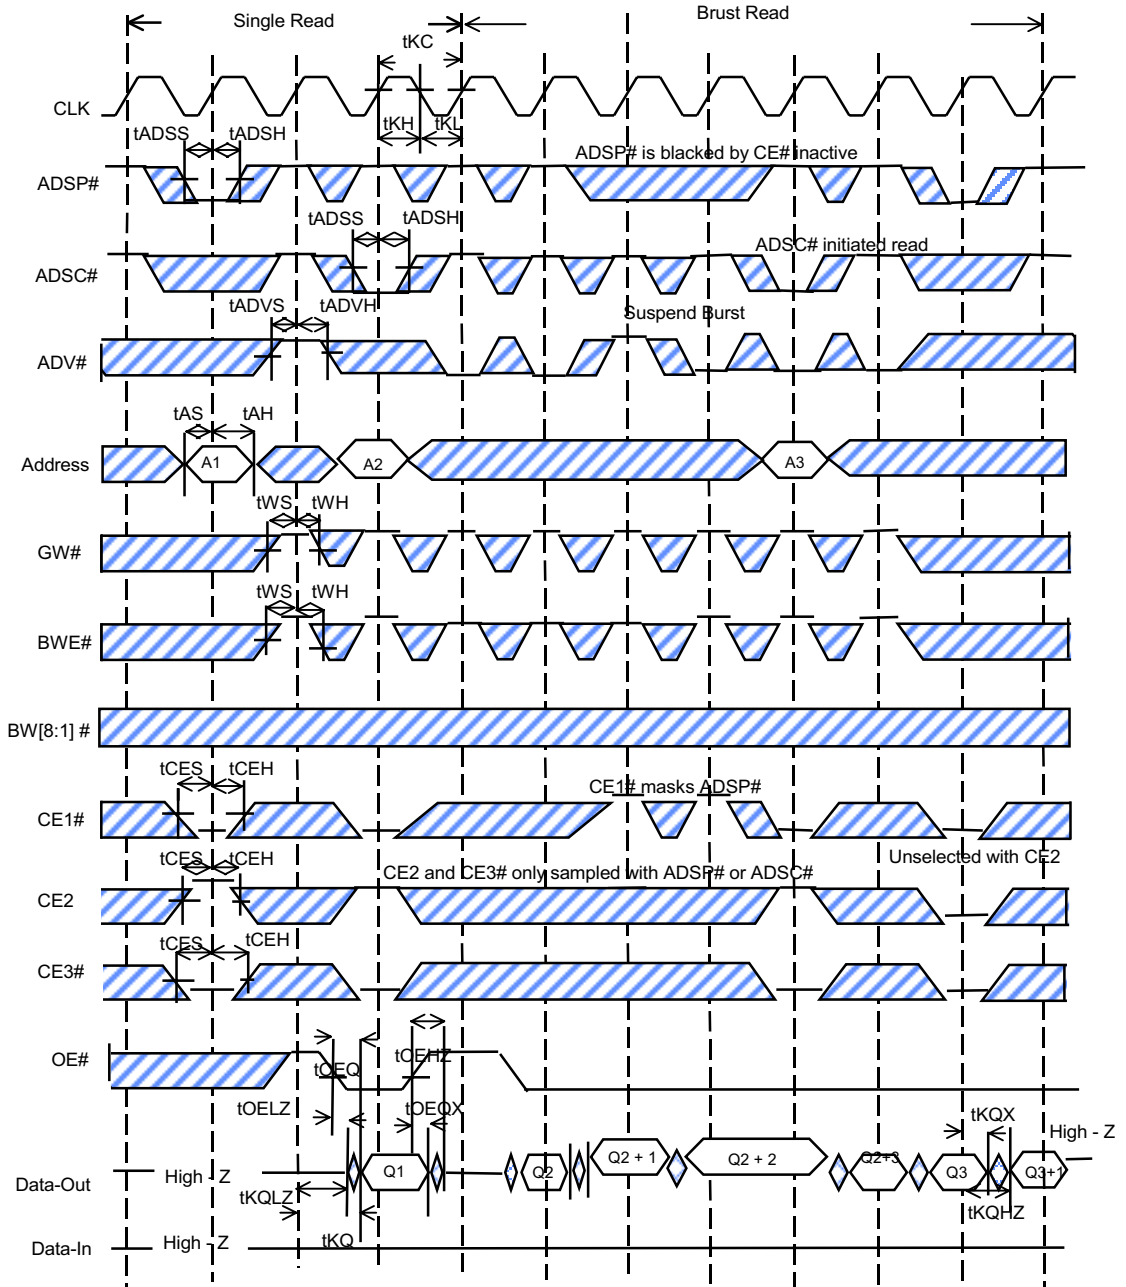 Single Read
Brust Read
tKC
CLK
tKH
tKL
tADSS
tADSH
ADSP# is blacked by CE# inactive
ADSP#
tADSS
tADSH
ADSC# initiated read
ADSC#
tADVS
tADVH
Suspend Burst
ADV#
tAS
tAH
Address
A1
A2
A3
tWS
tWH
GW#
tWS
tWH
BWE#
BW[8:1] #
tCES
tCEH
CE1# masks ADSP#
CE1#
tCES
tCEH
Unselected with CE2
CE2 and CE3# only sampled with ADSP# or ADSC#
CE2
tCES
tCEH
CE3#
OE#
tOEQ
tOEHZ
tOELZ
tOEQX
tKQX
High - Z
Data-Out
High - Z
Q1
Q2
Q2 + 1
Q2 + 2
Q2+3
Q3
Q3+1
tKQLZ
tKQHZ
tKQ
Data-In
High - Z